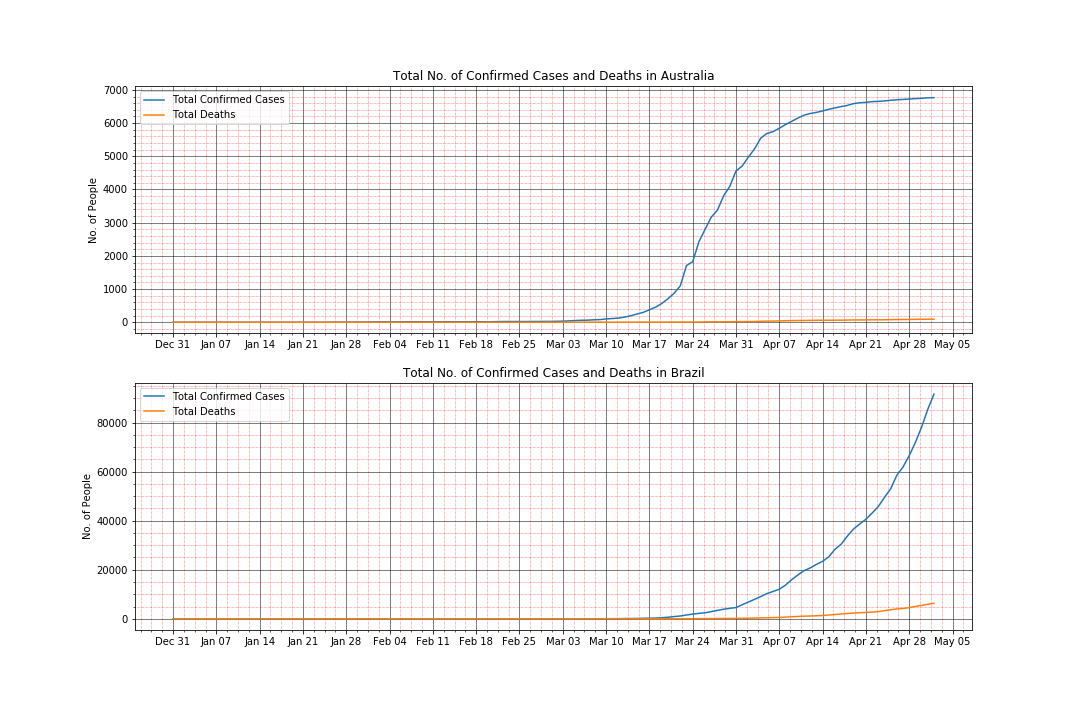 Total No. of Confirmed Cases and Deaths in Australia
7000
6000
5000
4000
3000
2000
1000
0
No. of People
Total Confirmed Cases
Total Deaths
Dec 31 Jan 07 Jan 14 Jan 21 Jan 28 Feb 04 Feb 11 Feb 18 Feb 25 Mar 03 Mar 10 Mar 17 Mar 24 Mar 31 Apr 07 Apr 14 Apr 21 Apr 28 May 05
Total No. of Confirmed Cases and Deaths in Brazil
80000
60000
40000
20000
0
No. of People
Total Confirmed Cases
Total Deaths
Dec 31 Jan 07 Jan 14 Jan 21 Jan 28 Feb 04 Feb 11 Feb 18 Feb 25 Mar 03 Mar 10 Mar 17 Mar 24 Mar 31 Apr 07 Apr 14 Apr 21 Apr 28 May 05